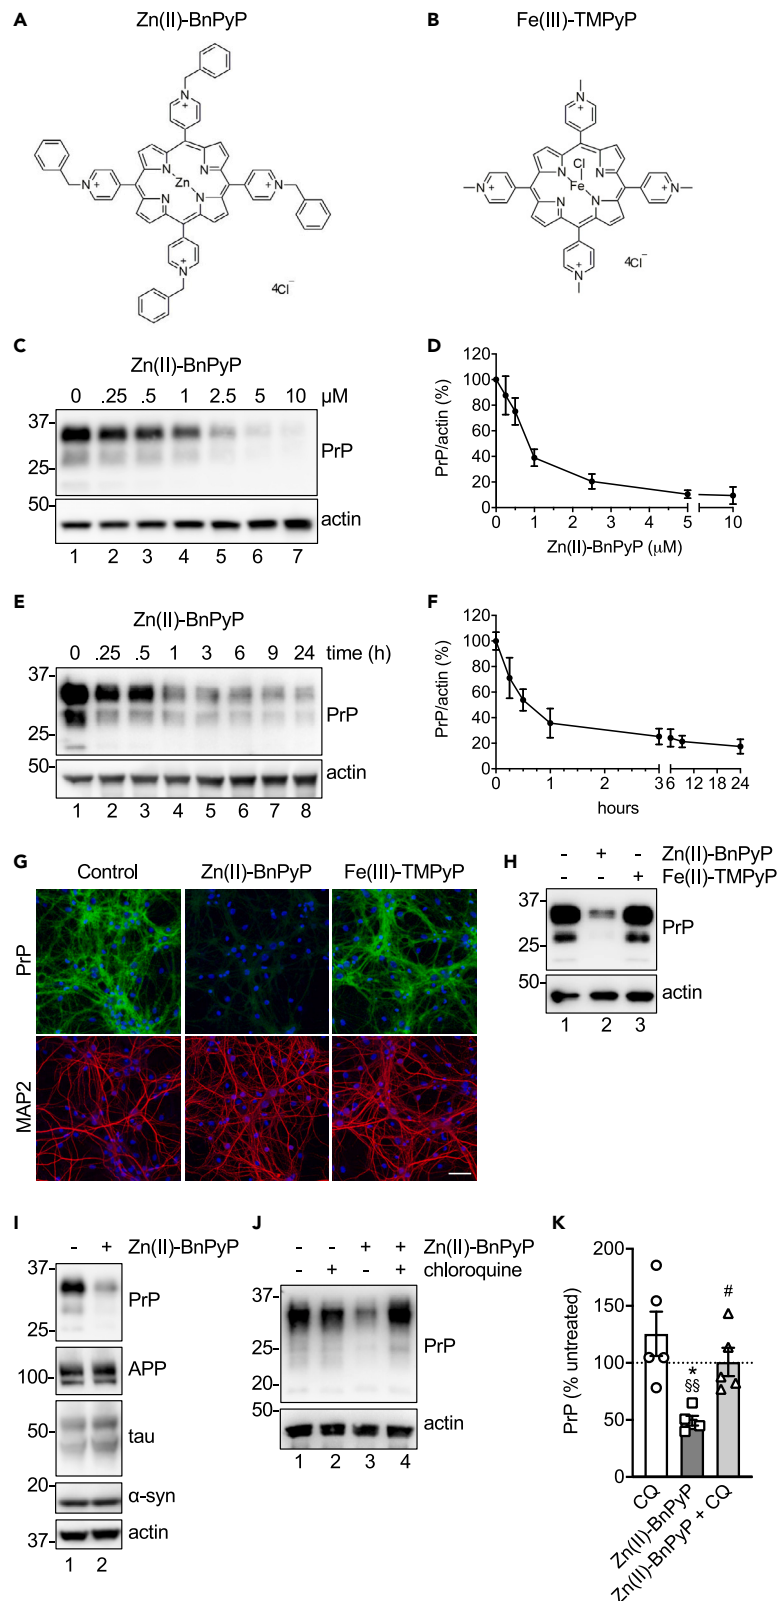 A Zn(II)-BnPyP
N
+
N
+
N
+
N
+
N
N
N
N
Zn
4Cl−
B Fe(III)-TMPyP
N
+
N
+
N
+
N
+
N
N
N
N
Cl
Fe
4Cl−
C
Zn(II)-BnPyP
0 .25 .5 1 2.5 5 10 μM
37
25
PrP
50
actin
1 2 3 4 5 6 7
D
120
100
80
60
40
20
0
PrP/actin (%)
0 1 2 3 4 5 10
Zn(II)-BnPyP (μM)
E
Zn(II)-BnPyP
0 .25 .5 1 3 6 9 24 time (h)
37
25
PrP
50
actin
1 2 3 4 5 6 7 8
F
120
100
80
60
40
20
0
PrP/actin (%)
0 1 2 3 6 12 18 24
hours
G
Control Zn(II)-BnPyP Fe(III)-TMPyP
PrP
MAP2
H
- + - Zn(II)-BnPyP
- - + Fe(II)-TMPyP
37
25
PrP
50
actin
1 2 3
I
- + Zn(II)-BnPyP
37
25
PrP
100
APP
50
tau
20
α-syn
37
actin
1 2
J
- - + + Zn(II)-BnPyP
- + - + chloroquine
37
25
20
PrP
50
actin
1 2 3 4
K
200
150
100
50
0
PrP (% untreated)
*
§§
#
CQ
Zn(II)-BnPyP
Zn(II)-BnPyP + CQ